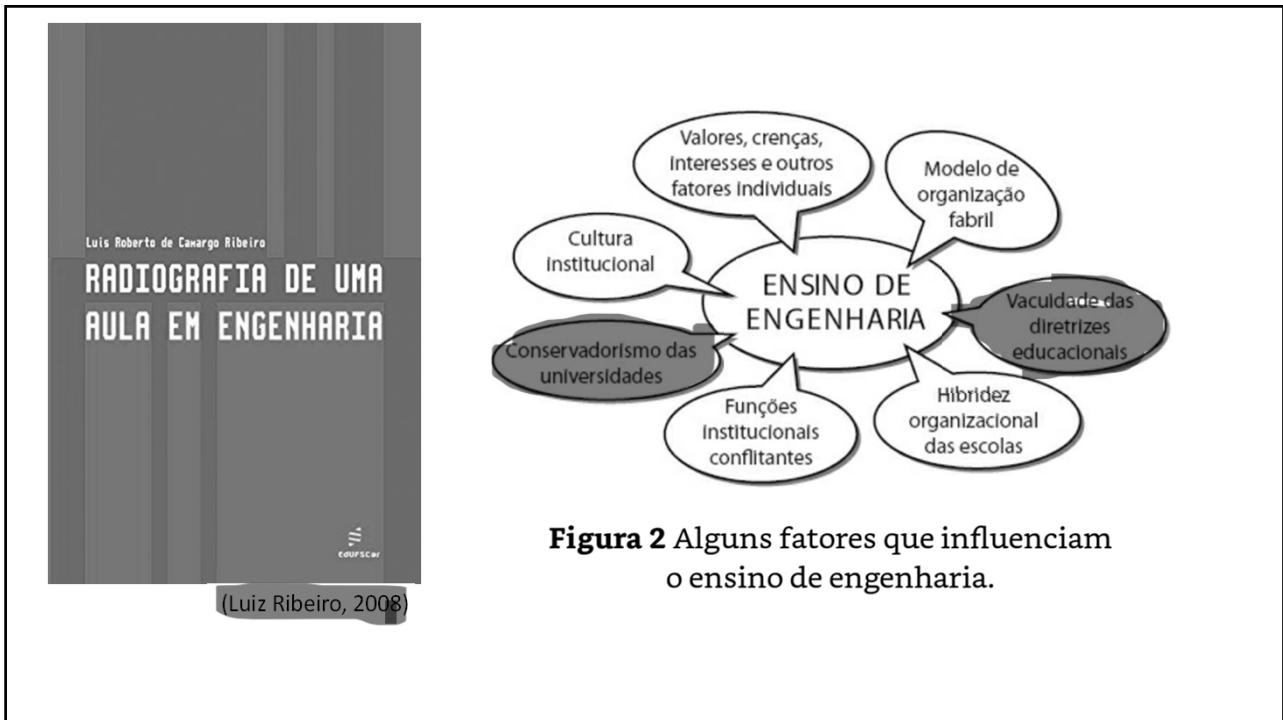 Luis Roberto de Camargo Ribeiro
RADIOGRAFIA DE UMA
AULA EM ENGENHARIA
EdUFSCar
(Luiz Ribeiro, 2008)
Valores, crenças,
interesses e outros
fatores individuais
Modelo de
organização
fabril
Cultura
institucional
ENSINO DE
ENGENHARIA
Vacuidade das
diretrizes
educacionais
Conservadorismo das
universidades
Funções
institucionais
conflitantes
Hibridez
organizacional
das escolas
Figura 2 Alguns fatores que influenciam
o ensino de engenharia.